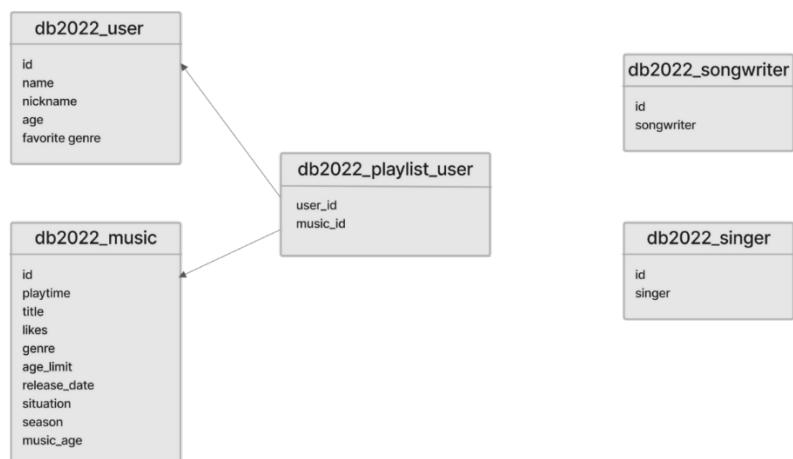 db2022_user
id
name
nickname
age
favorite genre
db2022_music
id
playtime
title
likes
genre
age_limit
release_date
situation
season
music_age
db2022_playlist_user
user_id
music_id
db2022_songwriter
id
songwriter
db2022_singer
id
singer